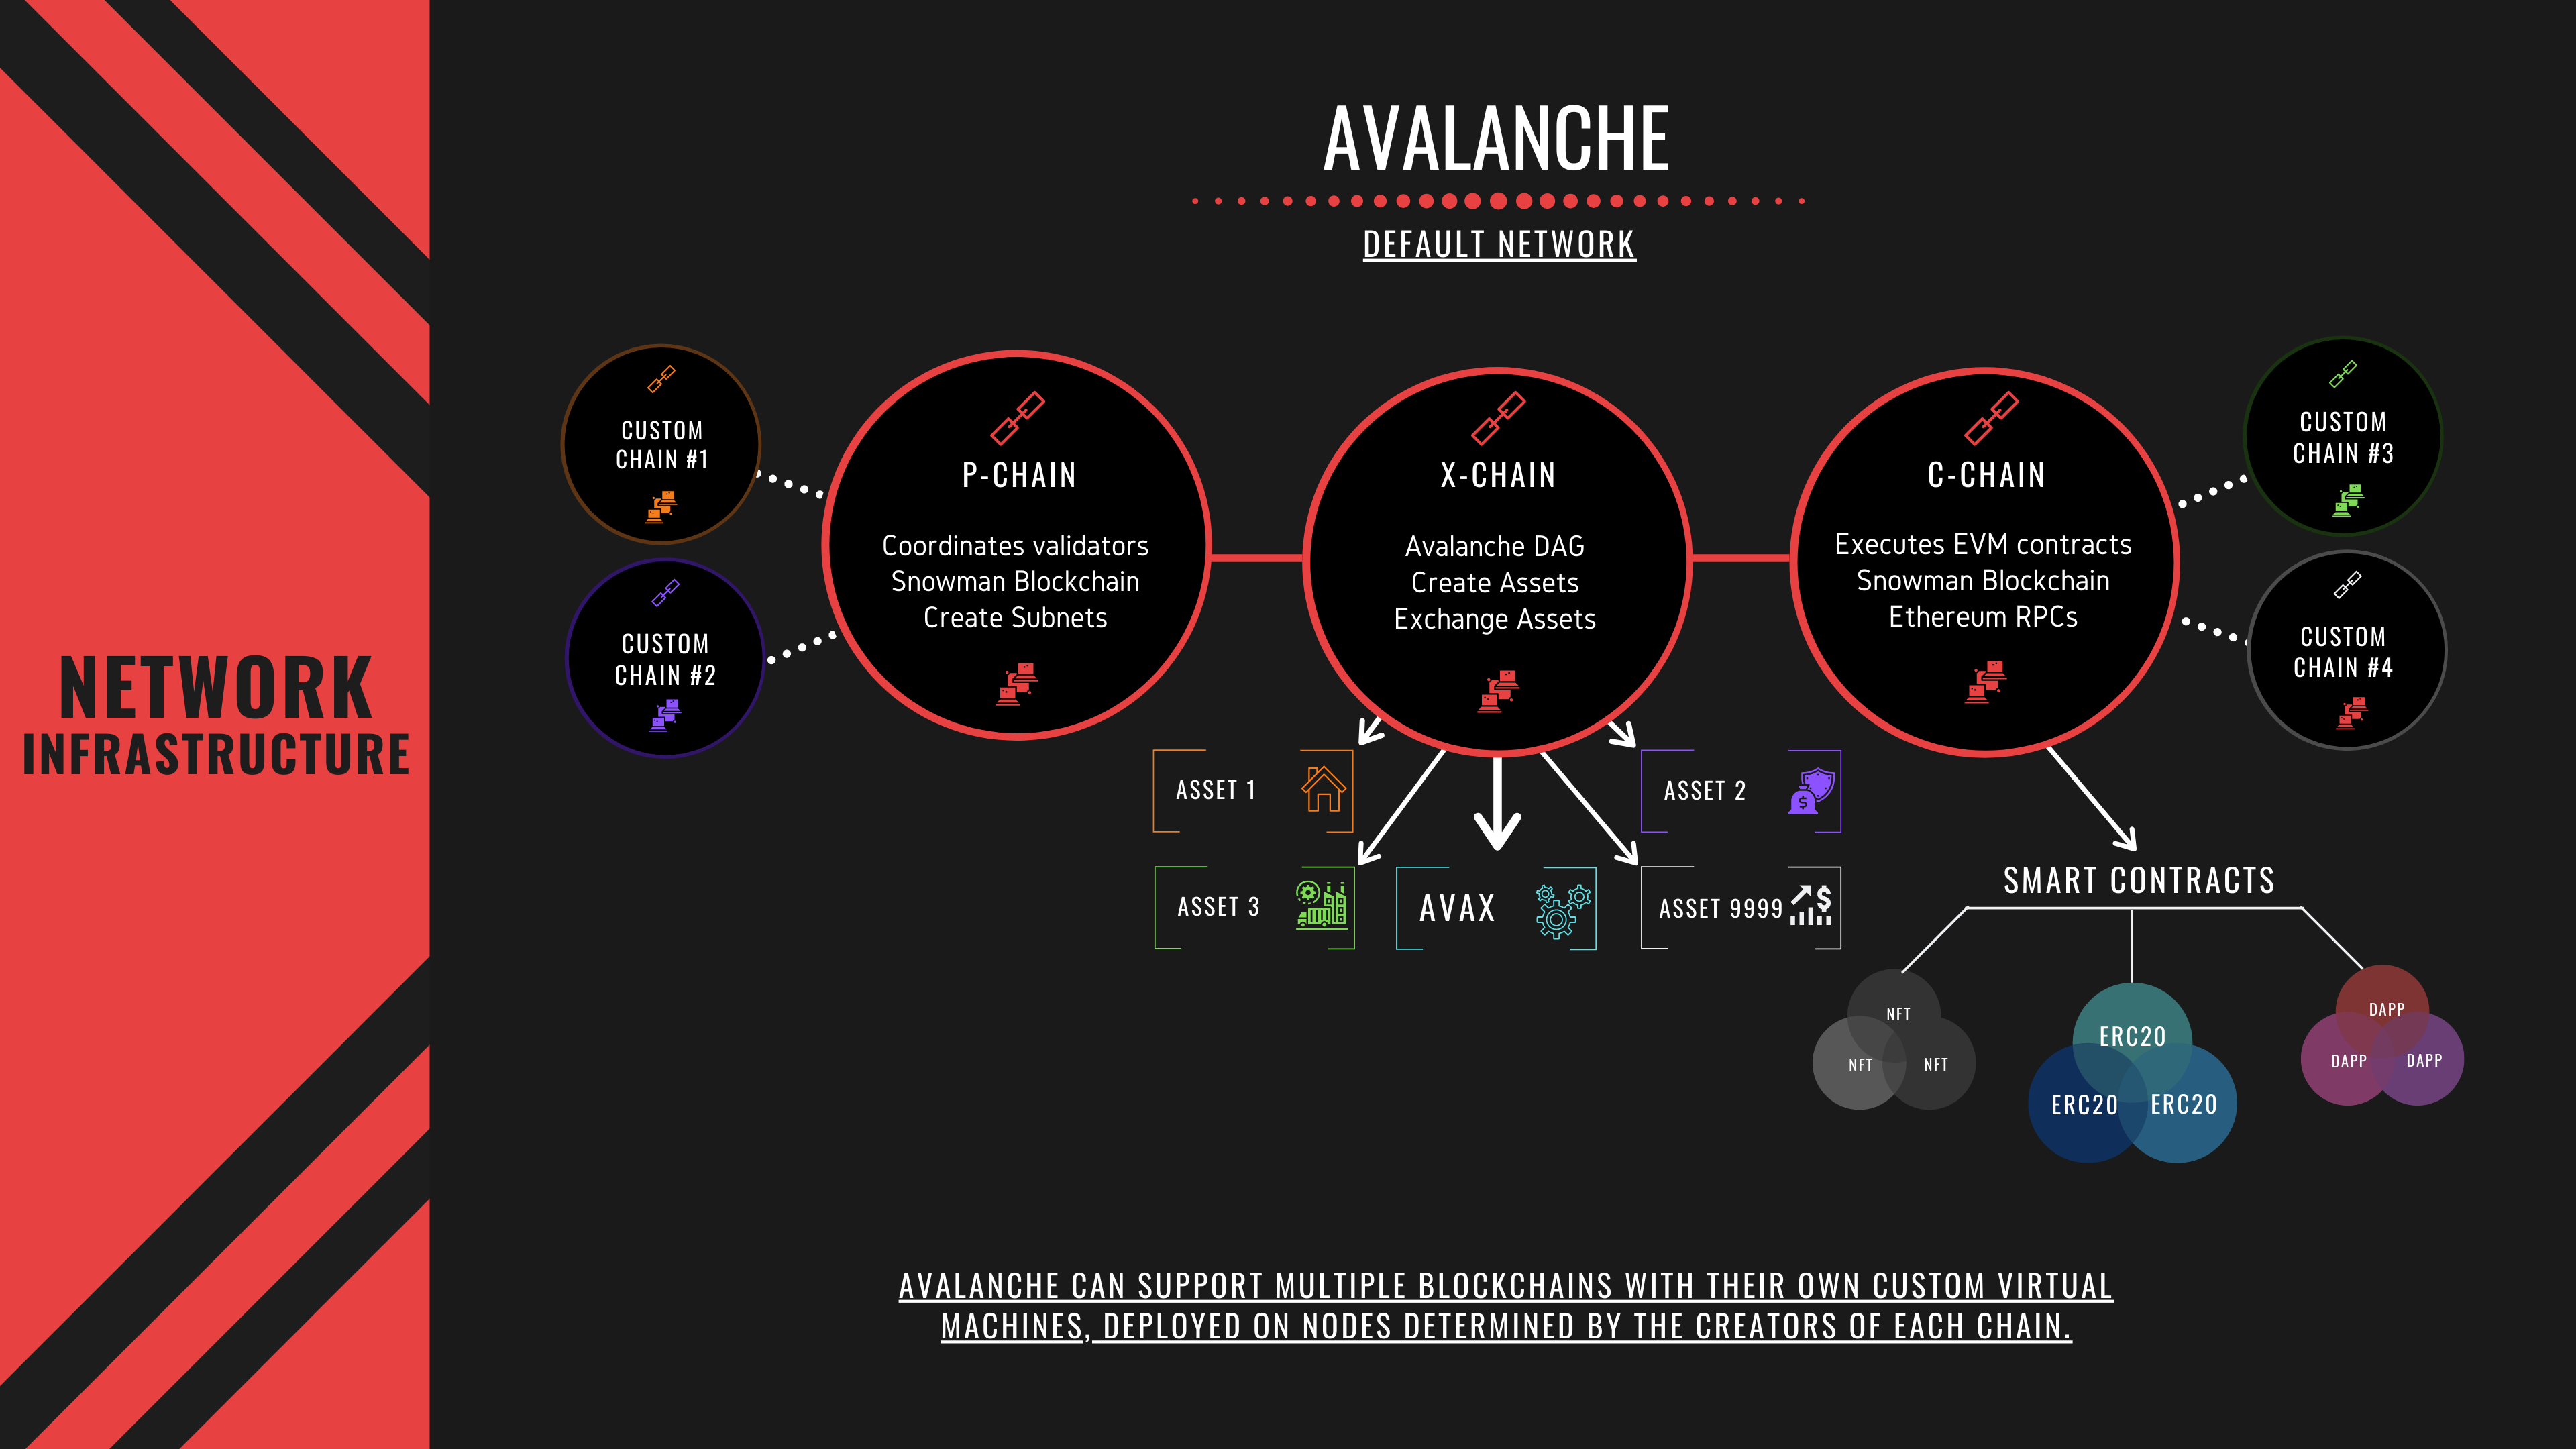 NETWORK
INFRASTRUCTURE
AVALANCHE
DEFAULT NETWORK
CUSTOM
CHAIN #1
CUSTOM
CHAIN #2
P-CHAIN
Coordinates validators
Snowman Blockchain
Create Subnets
X-CHAIN
Avalanche DAG
Create Assets
Exchange Assets
C-CHAIN
Executes EVM contracts
Snowman Blockchain
Ethereum RPCs
CUSTOM
CHAIN #3
CUSTOM
CHAIN #4
ASSET 1
ASSET 2
ASSET 3
AVAX
ASSET 9999
SMART CONTRACTS
NFT
NFT
NFT
ERC20
ERC20
ERC20
DAPP
DAPP
DAPP
AVALANCHE CAN SUPPORT MULTIPLE BLOCKCHAINS WITH THEIR OWN CUSTOM VIRTUAL
MACHINES, DEPLOYED ON NODES DETERMINED BY THE CREATORS OF EACH CHAIN.